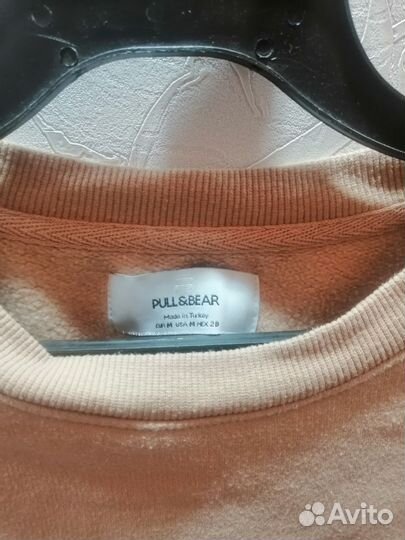 PULL&BEAR
Made in Turkey
EUR M USA M MEX 28
Avito